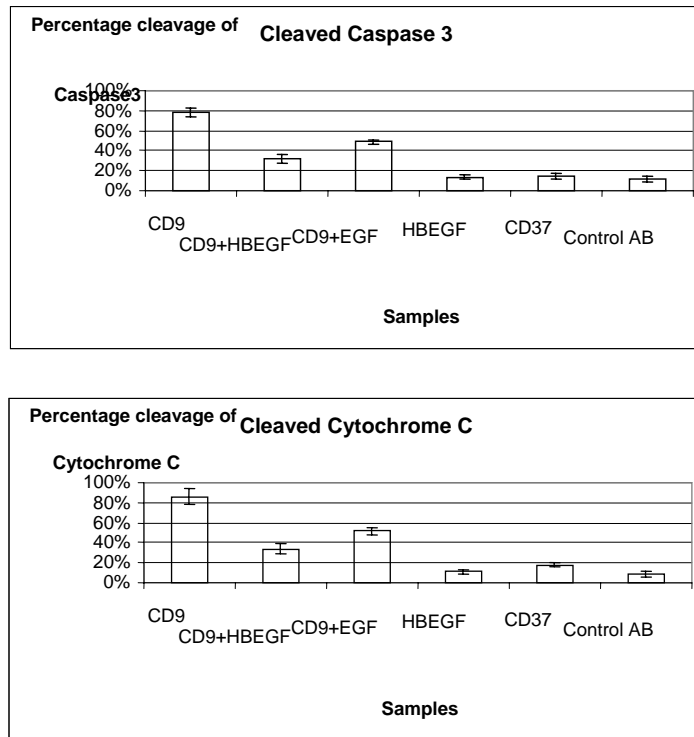 Percentage cleavage of
Caspase3
Cleaved Caspase 3
100%
80%
60%
40%
20%
0%
CD9
CD9+HBEGF
CD9+EGF
HBEGF
CD37
Control AB
Samples
Percentage cleavage of
Cytochrome C
Cleaved Cytochrome C
100%
80%
60%
40%
20%
0%
CD9
CD9+HBEGF
CD9+EGF
HBEGF
CD37
Control AB
Samples